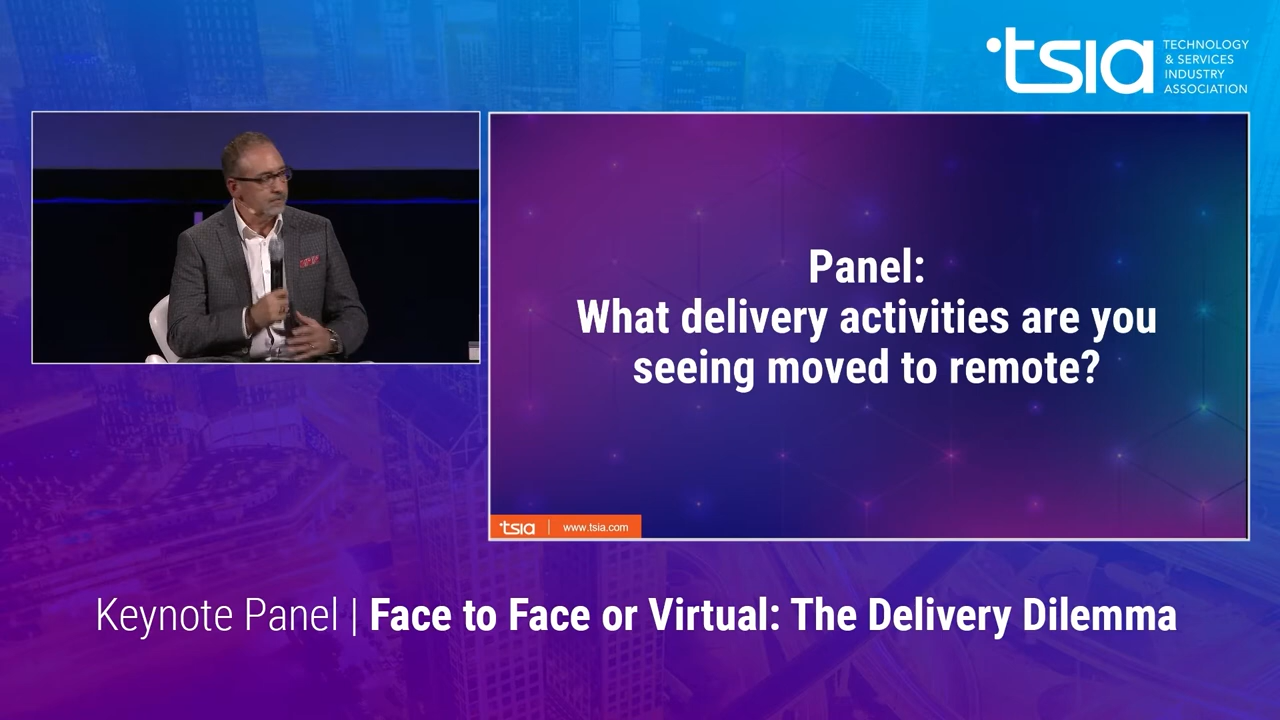 tsia
TECHNOLOGY
& SERVICES
INDUSTRY
ASSOCIATION
Panel:
What delivery activities are you
seeing moved to remote?
tsia | www.tsia.com
Keynote Panel | Face to Face or Virtual: The Delivery Dilemma